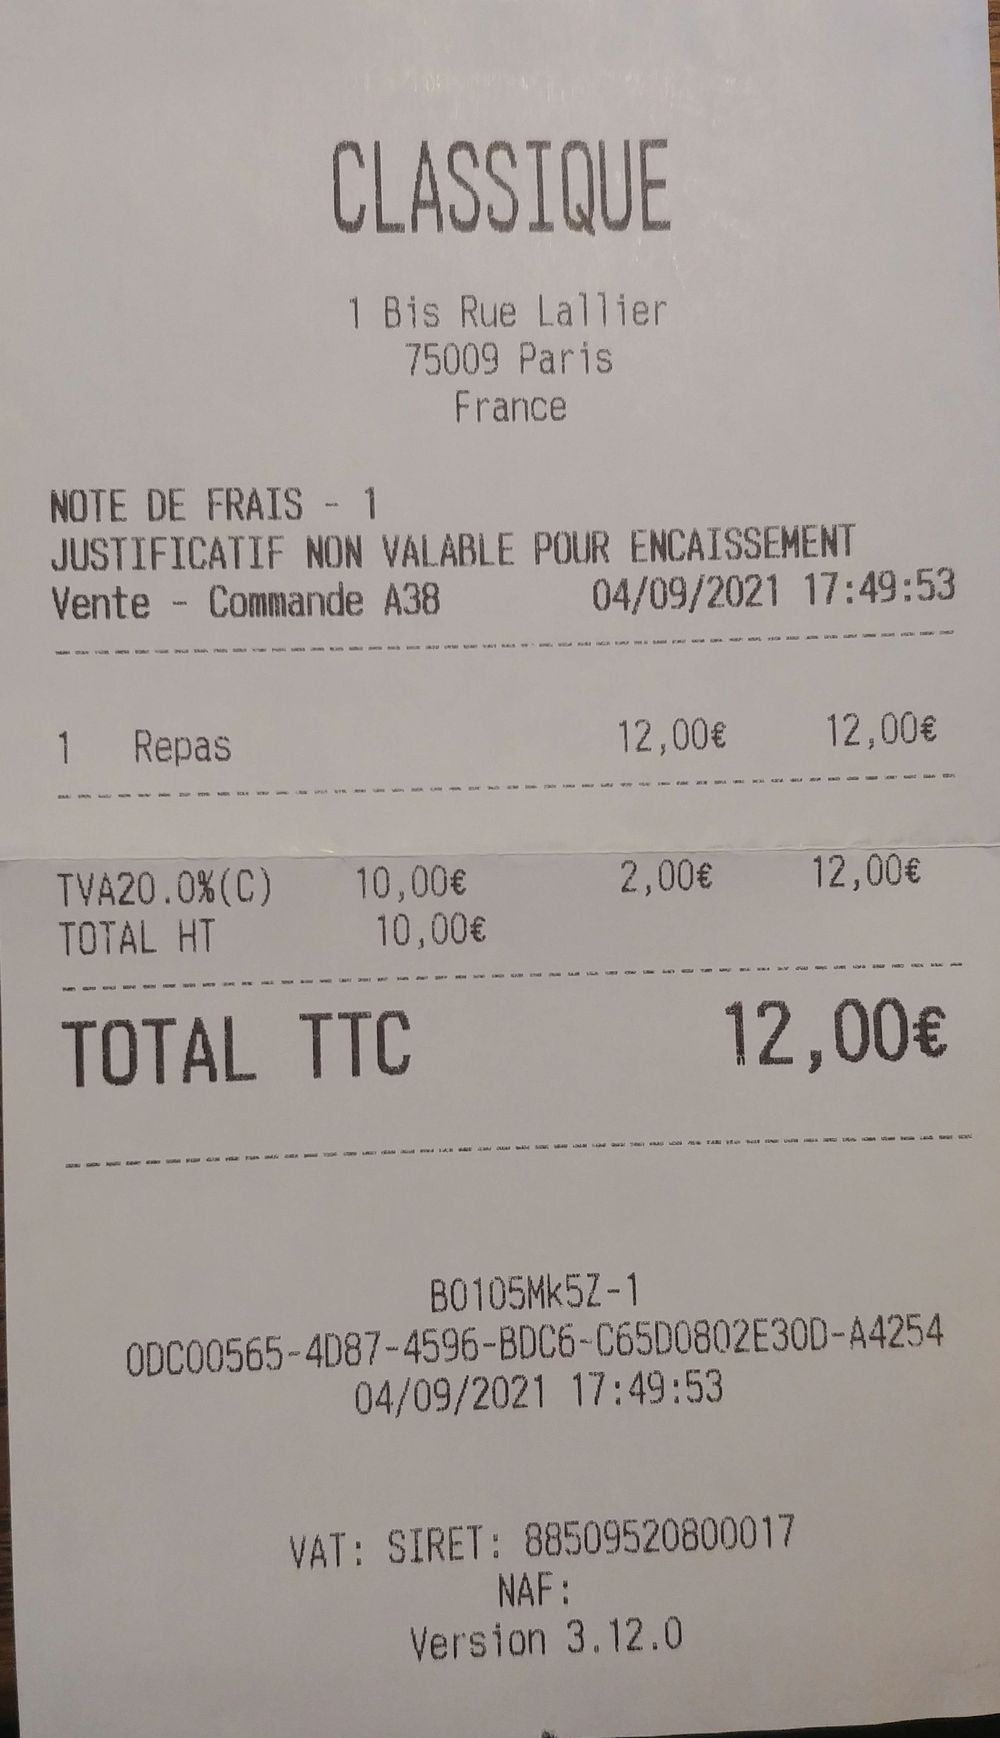 CLASSIQUE
1 Bis Rue Lallier
75009 Paris
France
NOTE DE FRAIS - 1
JUSTIFICATIF NON VALABLE POUR ENCAISSEMENT
Vente - Commande A38 04/09/2021 17:49:53
1 Repas 12,00€ 12,00€
TVA20.0%(C) 10,00€ 2,00€ 12,00€
TOTAL HT 10,00€
TOTAL TTC 12,00€
B0105Mk5Z-1
0DC00565-4D87-4596-BDC6-C65D0802E30D-A4254
04/09/2021 17:49:53
VAT: SIRET: 88509520800017
NAF:
Version 3.12.0